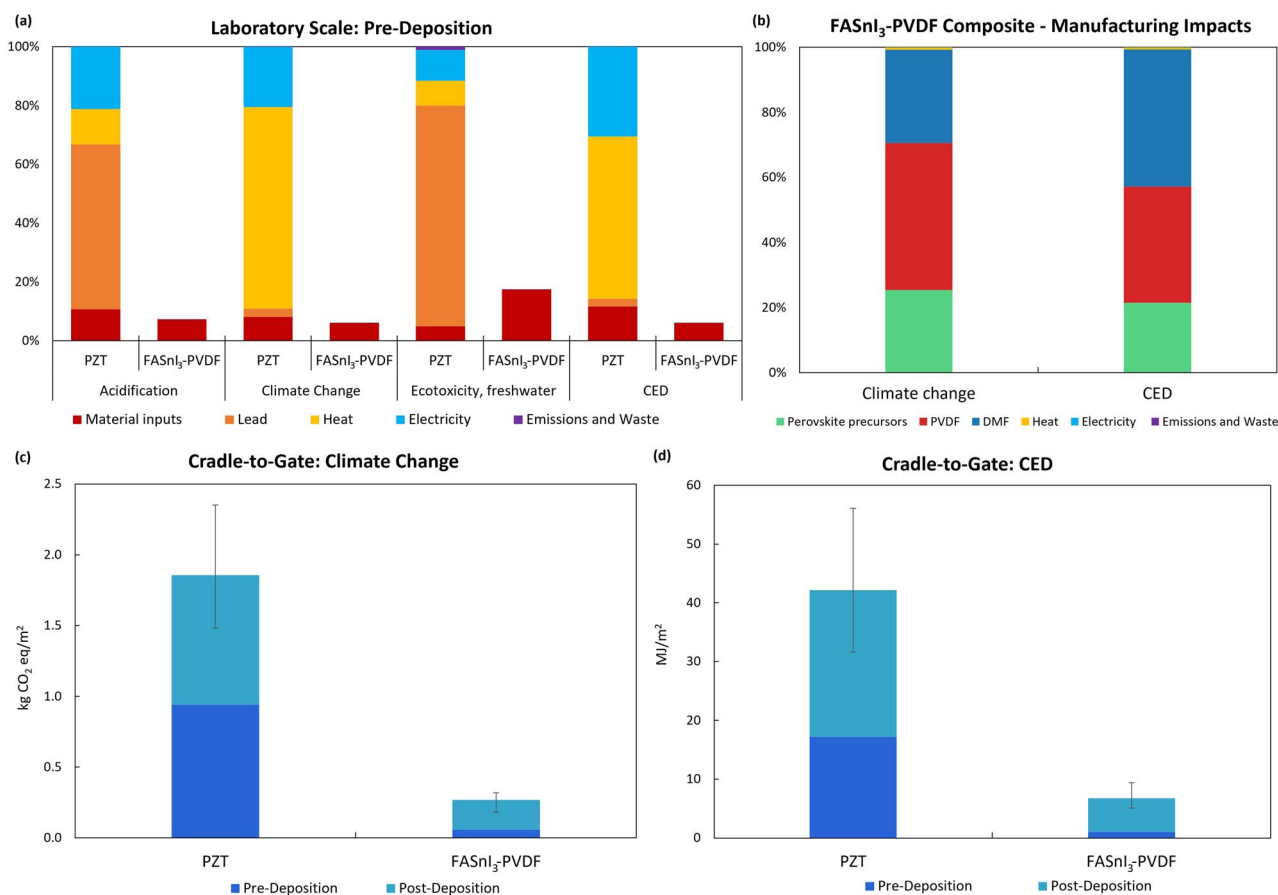 (a)
Laboratory Scale: Pre-Deposition
100%
80%
60%
40%
20%
0%
PZT FASnI₃-PVDF PZT FASnI₃-PVDF PZT FASnI₃-PVDF PZT FASnI₃-PVDF
Acidification Climate Change Ecotoxicity, freshwater CED
Material inputs Lead Heat Electricity Emissions and Waste
(b)
FASnI₃-PVDF Composite - Manufacturing Impacts
100%
80%
60%
40%
20%
0%
Climate change CED
Perovskite precursors PVDF DMF Heat Electricity Emissions and Waste
(c)
Cradle-to-Gate: Climate Change
kg CO₂ eq/m²
2.5
2.0
1.5
1.0
0.5
0.0
PZT FASnI₃-PVDF
Pre-Deposition Post-Deposition
(d)
Cradle-to-Gate: CED
MJ/m²
60
50
40
30
20
10
0
PZT FASnI₃-PVDF
Pre-Deposition Post-Deposition